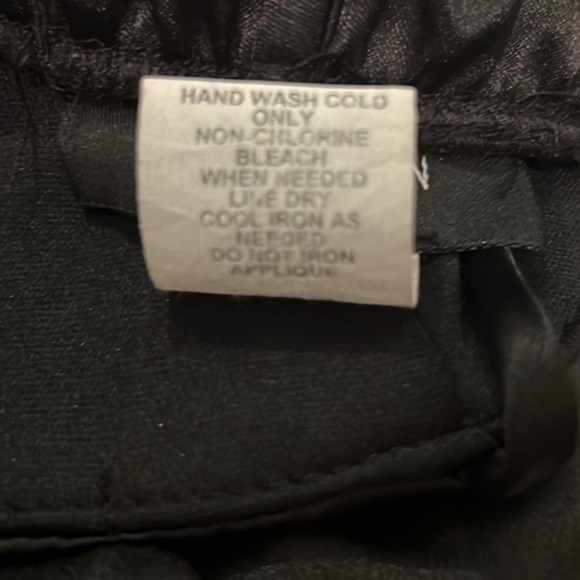 HAND WASH COLD
ONLY
NON-CHLORINE
BLEACH
WHEN NEEDED
LINE DRY
COOL IRON AS
NEEDED
DO NOT IRON
APPLIQUE